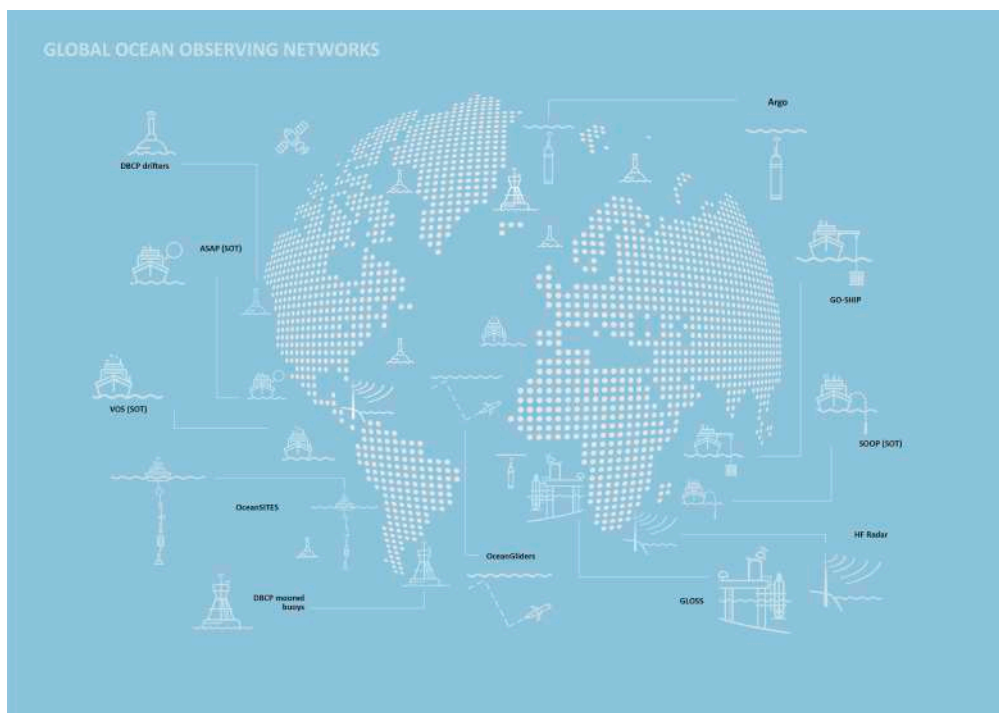 GLOBAL OCEAN OBSERVING NETWORKS
Argo
DBCP drifters
ASAP (SOT)
GO-SHIP
VOS (SOT)
SOOP (SOT)
OceanSITES
HF Radar
OceanGliders
DBCP moored
buoys
GLOSS